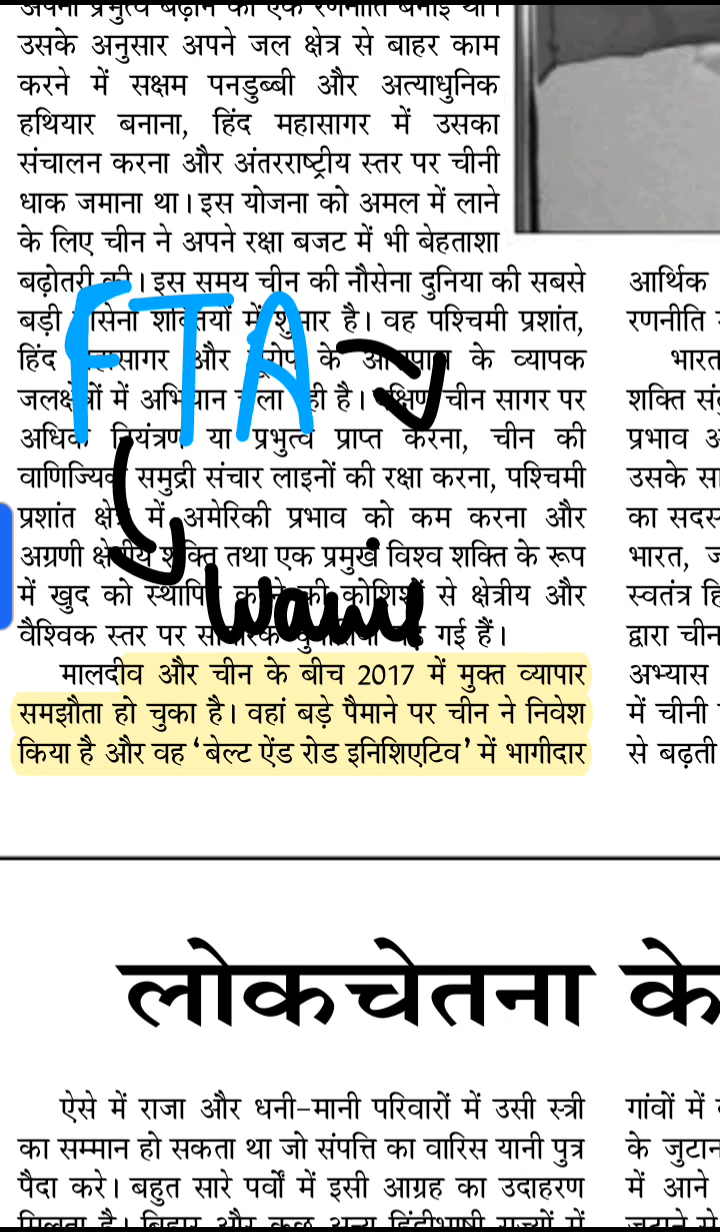 अपना प्रभुत्व बढ़ाने की एक रणनीति बनाई थी।
उसके अनुसार अपने जल क्षेत्र से बाहर काम
करने में सक्षम पनडुब्बी और अत्याधुनिक
हथियार बनाना, हिंद महासागर में उसका
संचालन करना और अंतरराष्ट्रीय स्तर पर चीनी
धाक जमाना था। इस योजना को अमल में लाने
के लिए चीन ने अपने रक्षा बजट में भी बेहताशा
बढ़ोतरी की। इस समय चीन की नौसेना दुनिया की सबसे
बड़ी शक्तियों में शुमार है। वह पश्चिमी प्रशांत,
हिंद महासागर और यूरोप के आसपास के व्यापक
जलक्षेत्रों में अभियान चला रही है। दक्षिण चीन सागर पर
अधिक नियंत्रण या प्रभुत्व प्राप्त करना, चीन की
वाणिज्यिक समुद्री संचार लाइनों की रक्षा करना, पश्चिमी
प्रशांत क्षेत्र में अमेरिकी प्रभाव को कम करना और
अग्रणी क्षेत्रीय शक्ति तथा एक प्रमुख विश्व शक्ति के रूप
में खुद को स्थापित करने की कोशिशों से क्षेत्रीय और
वैश्विक स्तर पर गई हैं।
FTA
मालदीव और चीन के बीच 2017 में मुक्त व्यापार
समझौता हो चुका है। वहां बड़े पैमाने पर चीन ने निवेश
किया है और वह ‘बेल्ट ऐंड रोड इनिशिएटिव’ में भागीदार
आर्थिक
रणनीति
भारत
शक्ति
प्रभाव
उसके
का
भारत,
स्वतंत्र
द्वारा चीन
अभ्यास
में चीनी
से बढ़ती
लोकचेतना के
ऐसे में राजा और धनी-मानी परिवारों में उसी स्त्री
का सम्मान हो सकता था जो संपत्ति का वारिस यानी पुत्र
पैदा करे। बहुत सारे पर्वों में इसी आग्रह का उदाहरण
मिलता है। बिहार और कुछ अन्य हिंदीभाषी राज्यों में
गांवों में
के जुटान
में आने